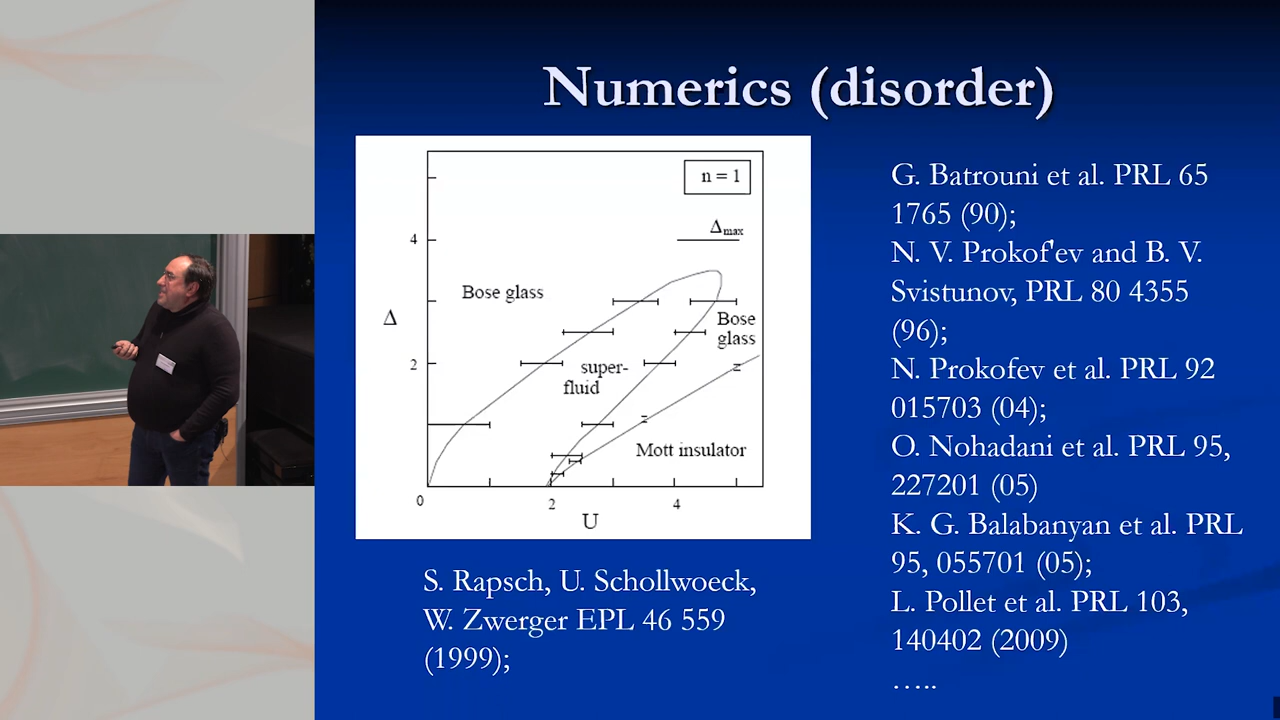 Numerics (disorder)
n = 1
Δmax
4
Bose glass
Δ
Bose
glass
2
super-
fluid
Mott insulator
0
2
4
U
S. Rapsch, U. Schollwoeck,
W. Zwerger EPL 46 559
(1999);
G. Batrouni et al. PRL 65
1765 (90);
N. V. Prokof'ev and B. V.
Svistunov, PRL 80 4355
(96);
N. Prokofev et al. PRL 92
015703 (04);
O. Nohadani et al. PRL 95,
227201 (05)
K. G. Balabanyan et al. PRL
95, 055701 (05);
L. Pollet et al. PRL 103,
140402 (2009)
…..